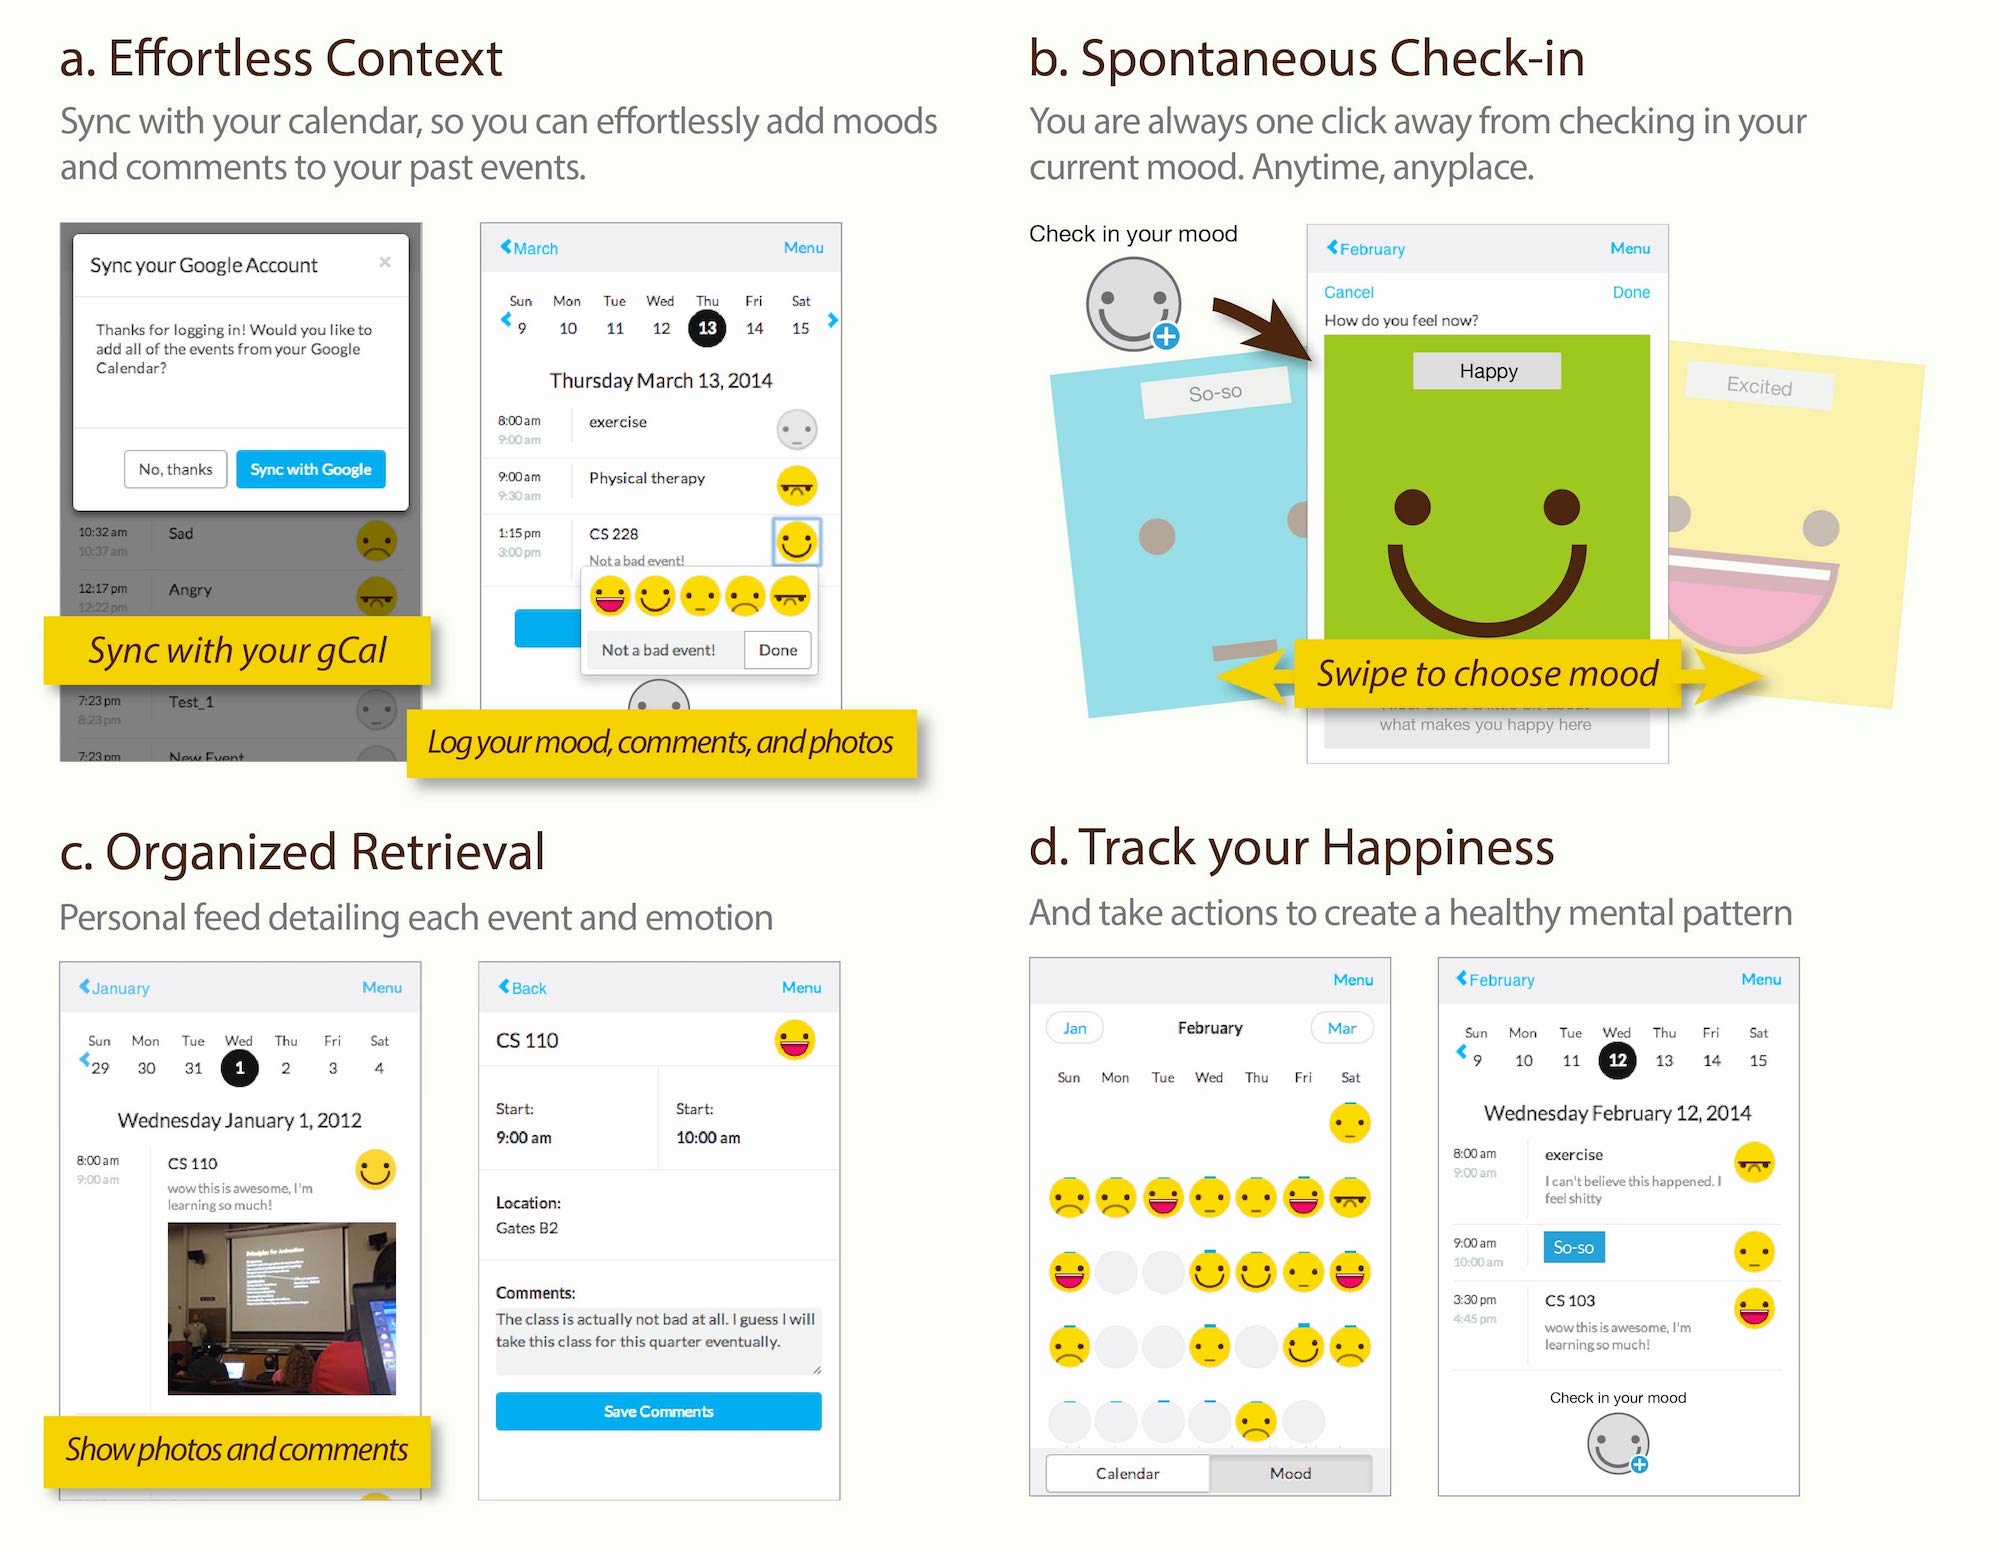 a. Effortless Context
Sync with your calendar, so you can effortlessly add moods
and comments to your past events.
Sync your Google Account
×
Thanks for logging in! Would you like to
add all of the events from your Google
Calendar?
No, thanks
Sync with Google
10:32 am
10:37 am
Sad
12:17 pm
12:22 pm
Angry
Sync with your gCal
7:23 pm
8:23 pm
Test_1
7:23 pm
New Event
March
Menu
Sun Mon Tue Wed Thu Fri Sat
9 10 11 12 13 14 15
Thursday March 13, 2014
8:00 am
9:00 am
exercise
9:00 am
9:30 am
Physical therapy
1:15 pm
3:00 pm
CS 228
Not a bad event!
Not a bad event!
Done
Log your mood, comments, and photos
b. Spontaneous Check-in
You are always one click away from checking in your
current mood. Anytime, anyplace.
Check in your mood
So-so
February
Menu
Cancel
Done
How do you feel now?
Happy
Excited
Swipe to choose mood
what makes you happy here
c. Organized Retrieval
Personal feed detailing each event and emotion
January
Menu
Sun Mon Tue Wed Thu Fri Sat
29 30 31 1 2 3 4
Wednesday January 1, 2012
8:00 am
9:00 am
CS 110
wow this is awesome, I'm
learning so much!
Principles for Animation
Show photos and comments
Back
Menu
CS 110
Start:
9:00 am
Start:
10:00 am
Location:
Gates B2
Comments:
The class is actually not bad at all. I guess I will
take this class for this quarter eventually.
Save Comments
d. Track your Happiness
And take actions to create a healthy mental pattern
Menu
Jan
February
Mar
Sun Mon Tue Wed Thu Fri Sat
Calendar
Mood
February
Menu
Sun Mon Tue Wed Thu Fri Sat
9 10 11 12 13 14 15
Wednesday February 12, 2014
8:00 am
9:00 am
exercise
I can't believe this happened. I
feel shitty
9:00 am
10:00 am
So-so
3:30 pm
4:45 pm
CS 103
wow this is awesome, I'm
learning so much!
Check in your mood